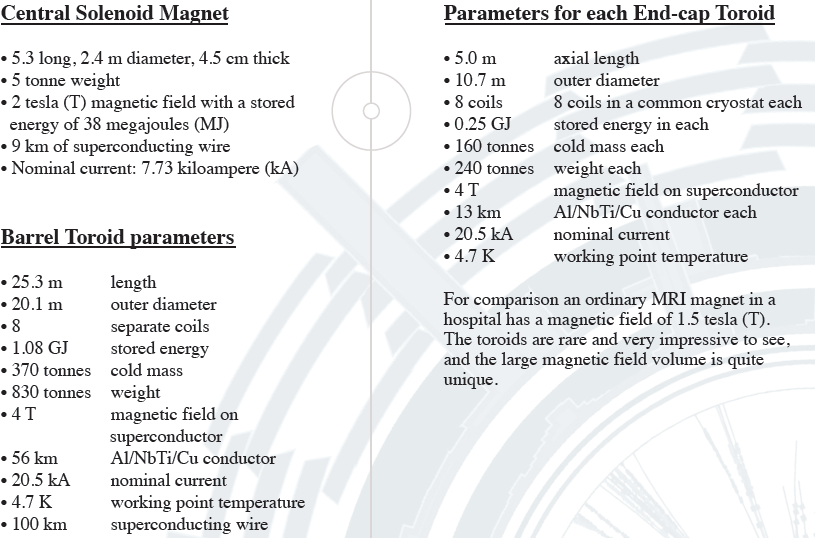 Central Solenoid Magnet
• 5.3 long, 2.4 m diameter, 4.5 cm thick
• 5 tonne weight
• 2 tesla (T) magnetic field with a stored
energy of 38 megajoules (MJ)
• 9 km of superconducting wire
• Nominal current: 7.73 kiloampere (kA)
Barrel Toroid parameters
• 25.3 m length
• 20.1 m outer diameter
• 8 separate coils
• 1.08 GJ stored energy
• 370 tonnes cold mass
• 830 tonnes weight
• 4 T magnetic field on
superconductor
• 56 km Al/NbTi/Cu conductor
• 20.5 kA nominal current
• 4.7 K working point temperature
• 100 km superconducting wire
Parameters for each End-cap Toroid
• 5.0 m axial length
• 10.7 m outer diameter
• 8 coils 8 coils in a common cryostat each
• 0.25 GJ stored energy in each
• 160 tonnes cold mass each
• 240 tonnes weight each
• 4 T magnetic field on superconductor
• 13 km Al/NbTi/Cu conductor each
• 20.5 kA nominal current
• 4.7 K working point temperature
For comparison an ordinary MRI magnet in a
hospital has a magnetic field of 1.5 tesla (T).
The toroids are rare and very impressive to see,
and the large magnetic field volume is quite
unique.